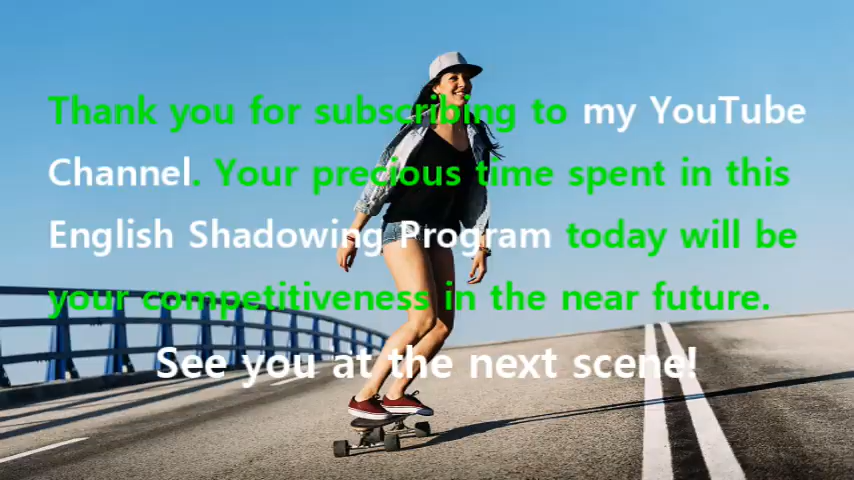 Thank you for subscribing to my YouTube
Channel. Your precious time spent in this
English Shadowing Program today will be
your competitiveness in the near future.
See you at the next scene!